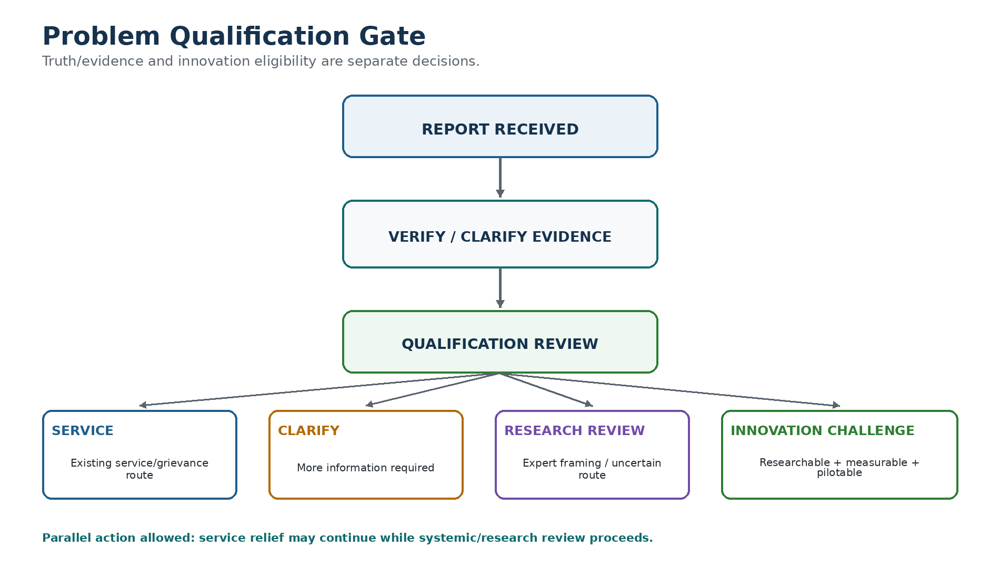 Problem Qualification Gate
Truth/evidence and innovation eligibility are separate decisions.
REPORT RECEIVED
VERIFY / CLARIFY EVIDENCE
QUALIFICATION REVIEW
SERVICE
Existing service/grievance
route
CLARIFY
More information required
RESEARCH REVIEW
Expert framing / uncertain
route
INNOVATION CHALLENGE
Researchable + measurable +
pilotable
Parallel action allowed: service relief may continue while systemic/research review proceeds.